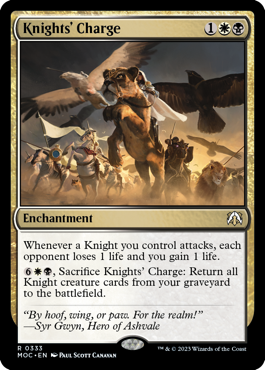 Knights' Charge 1
Enchantment
Whenever a Knight you control attacks, each
opponent loses 1 life and you gain 1 life.
6, Sacrifice Knights' Charge: Return all
Knight creature cards from your graveyard
to the battlefield.
“By hoof, wing, or paw. For the realm!”
—Syr Gwyn, Hero of Ashvale
R 0333
MOC • EN Paul Scott Canavan
™ & © 2023 Wizards of the Coast